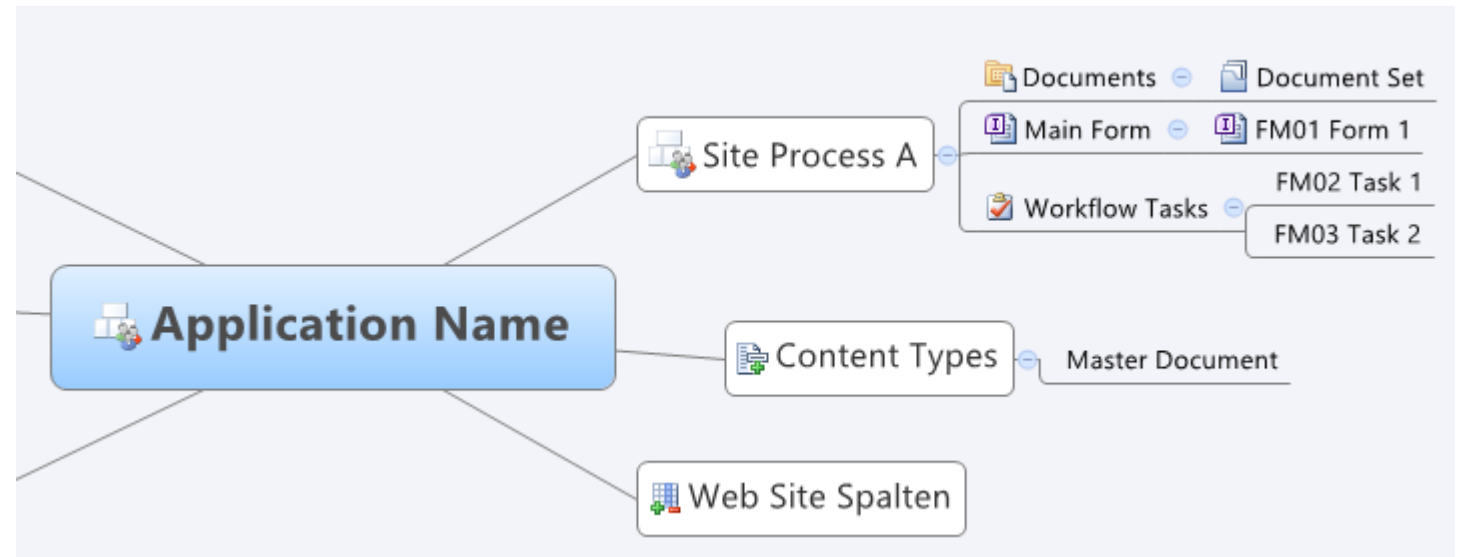 Documents
Document Set
Main Form
FM01 Form 1
Site Process A
Workflow Tasks
FM02 Task 1
FM03 Task 2
Application Name
Content Types
Master Document
Web Site Spalten